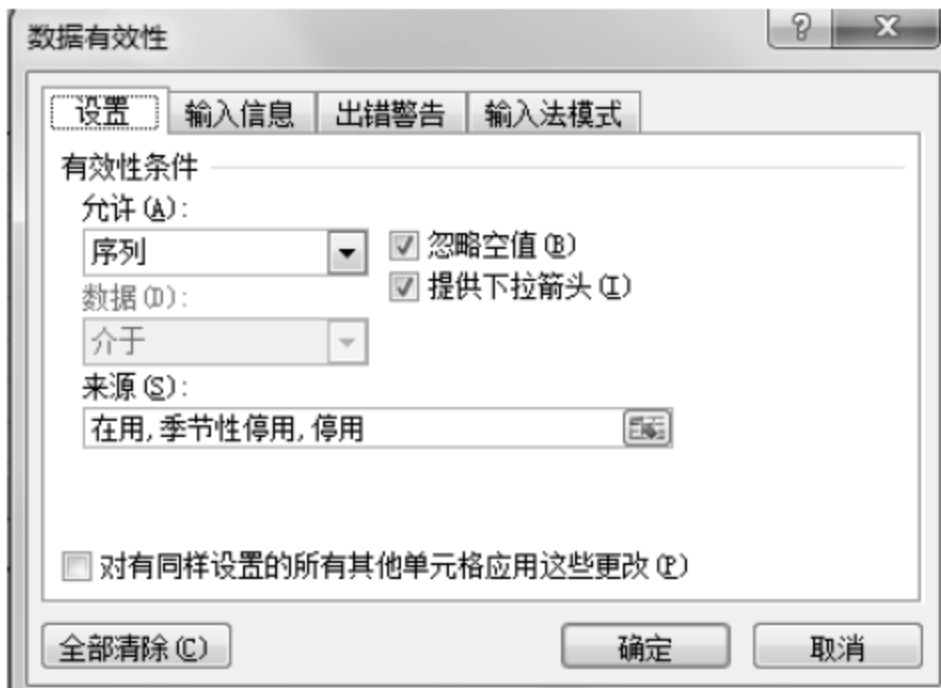 数据有效性
设置 输入信息 出错警告 输入法模式
有效性条件
允许(A):
序列
忽略空值(B)
数据(D):
提供下拉箭头(I)
介于
来源(S):
在用,季节性停用,停用
对有同样设置的所有其他单元格应用这些更改(P)
全部清除(C) 确定 取消